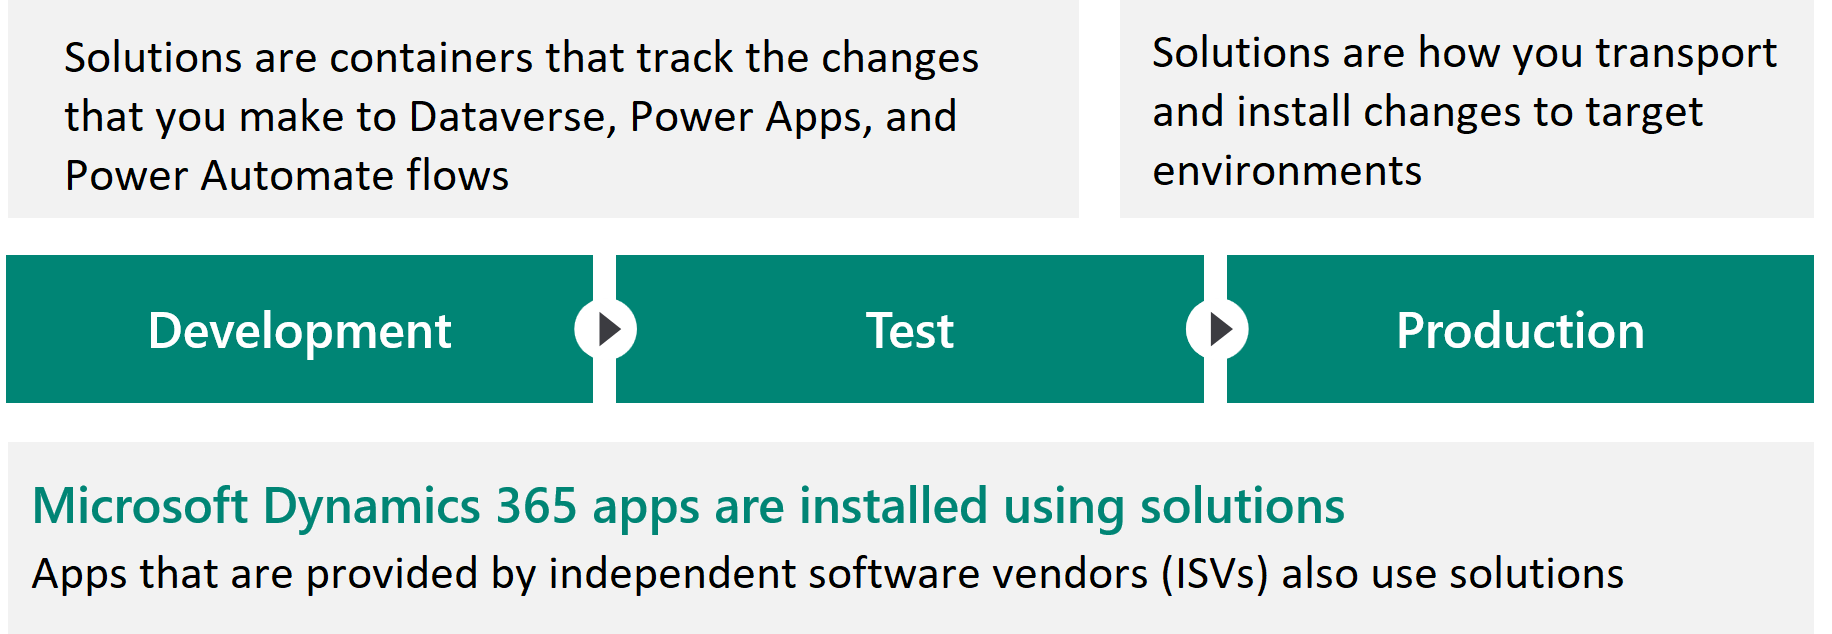 Solutions are containers that track the changes
that you make to Dataverse, Power Apps, and
Power Automate flows
Solutions are how you transport
and install changes to target
environments
Development
Test
Production
Microsoft Dynamics 365 apps are installed using solutions
Apps that are provided by independent software vendors (ISVs) also use solutions